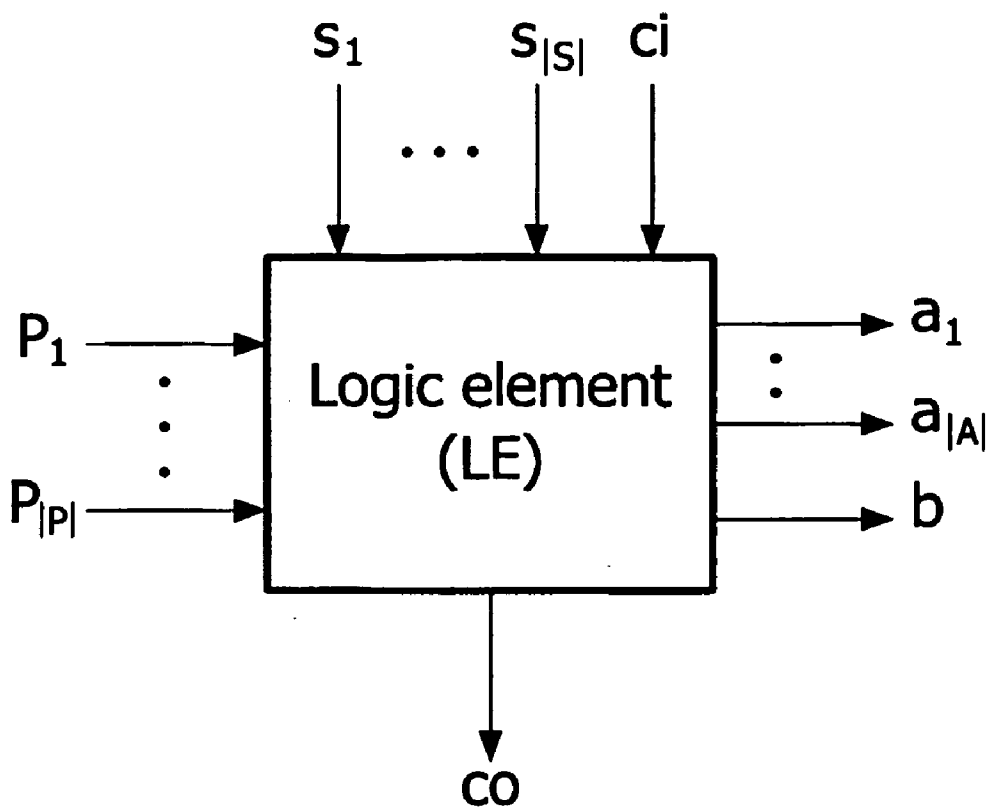 s1 s|S| ci
P1
P|P|
Logic element
(LE)
a1
a|A|
b
co